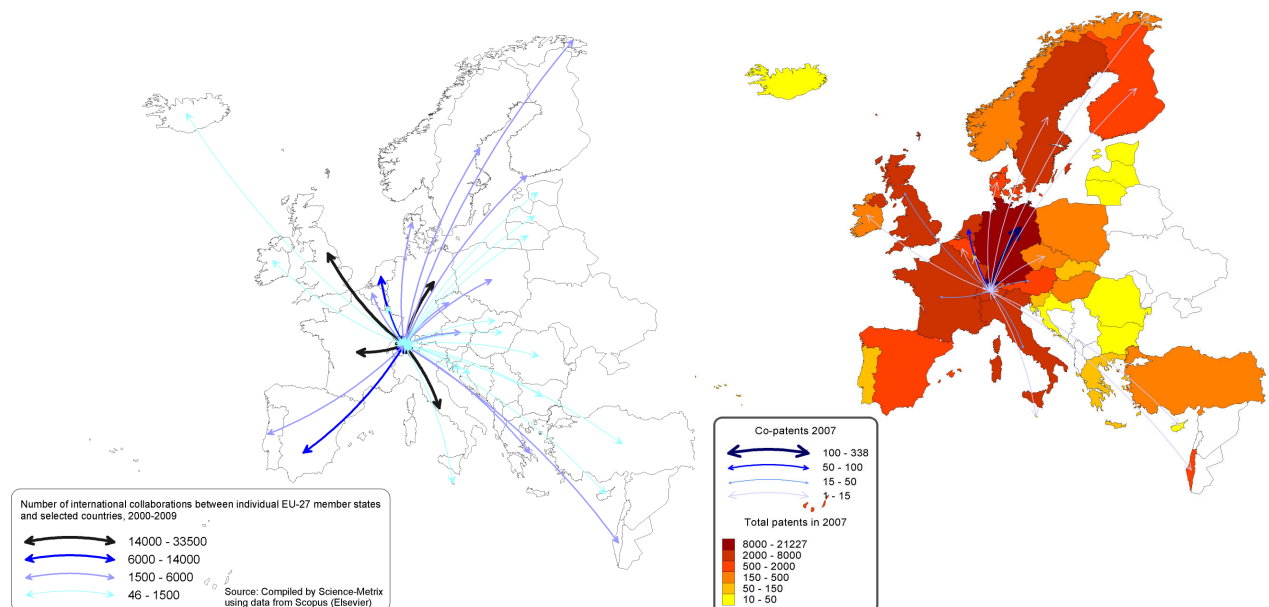 Number of international collaborations between individual EU-27 member states
and selected countries, 2000-2009
14000 - 33500
6000 - 14000
1500 - 6000
46 - 1500
Source: Compiled by Science-Metrix
using data from Scopus (Elsevier)
Co-patents 2007
100 - 338
50 - 100
15 - 50
1 - 15
Total patents in 2007
8000 - 21227
2000 - 8000
500 - 2000
150 - 500
50 - 150
10 - 50